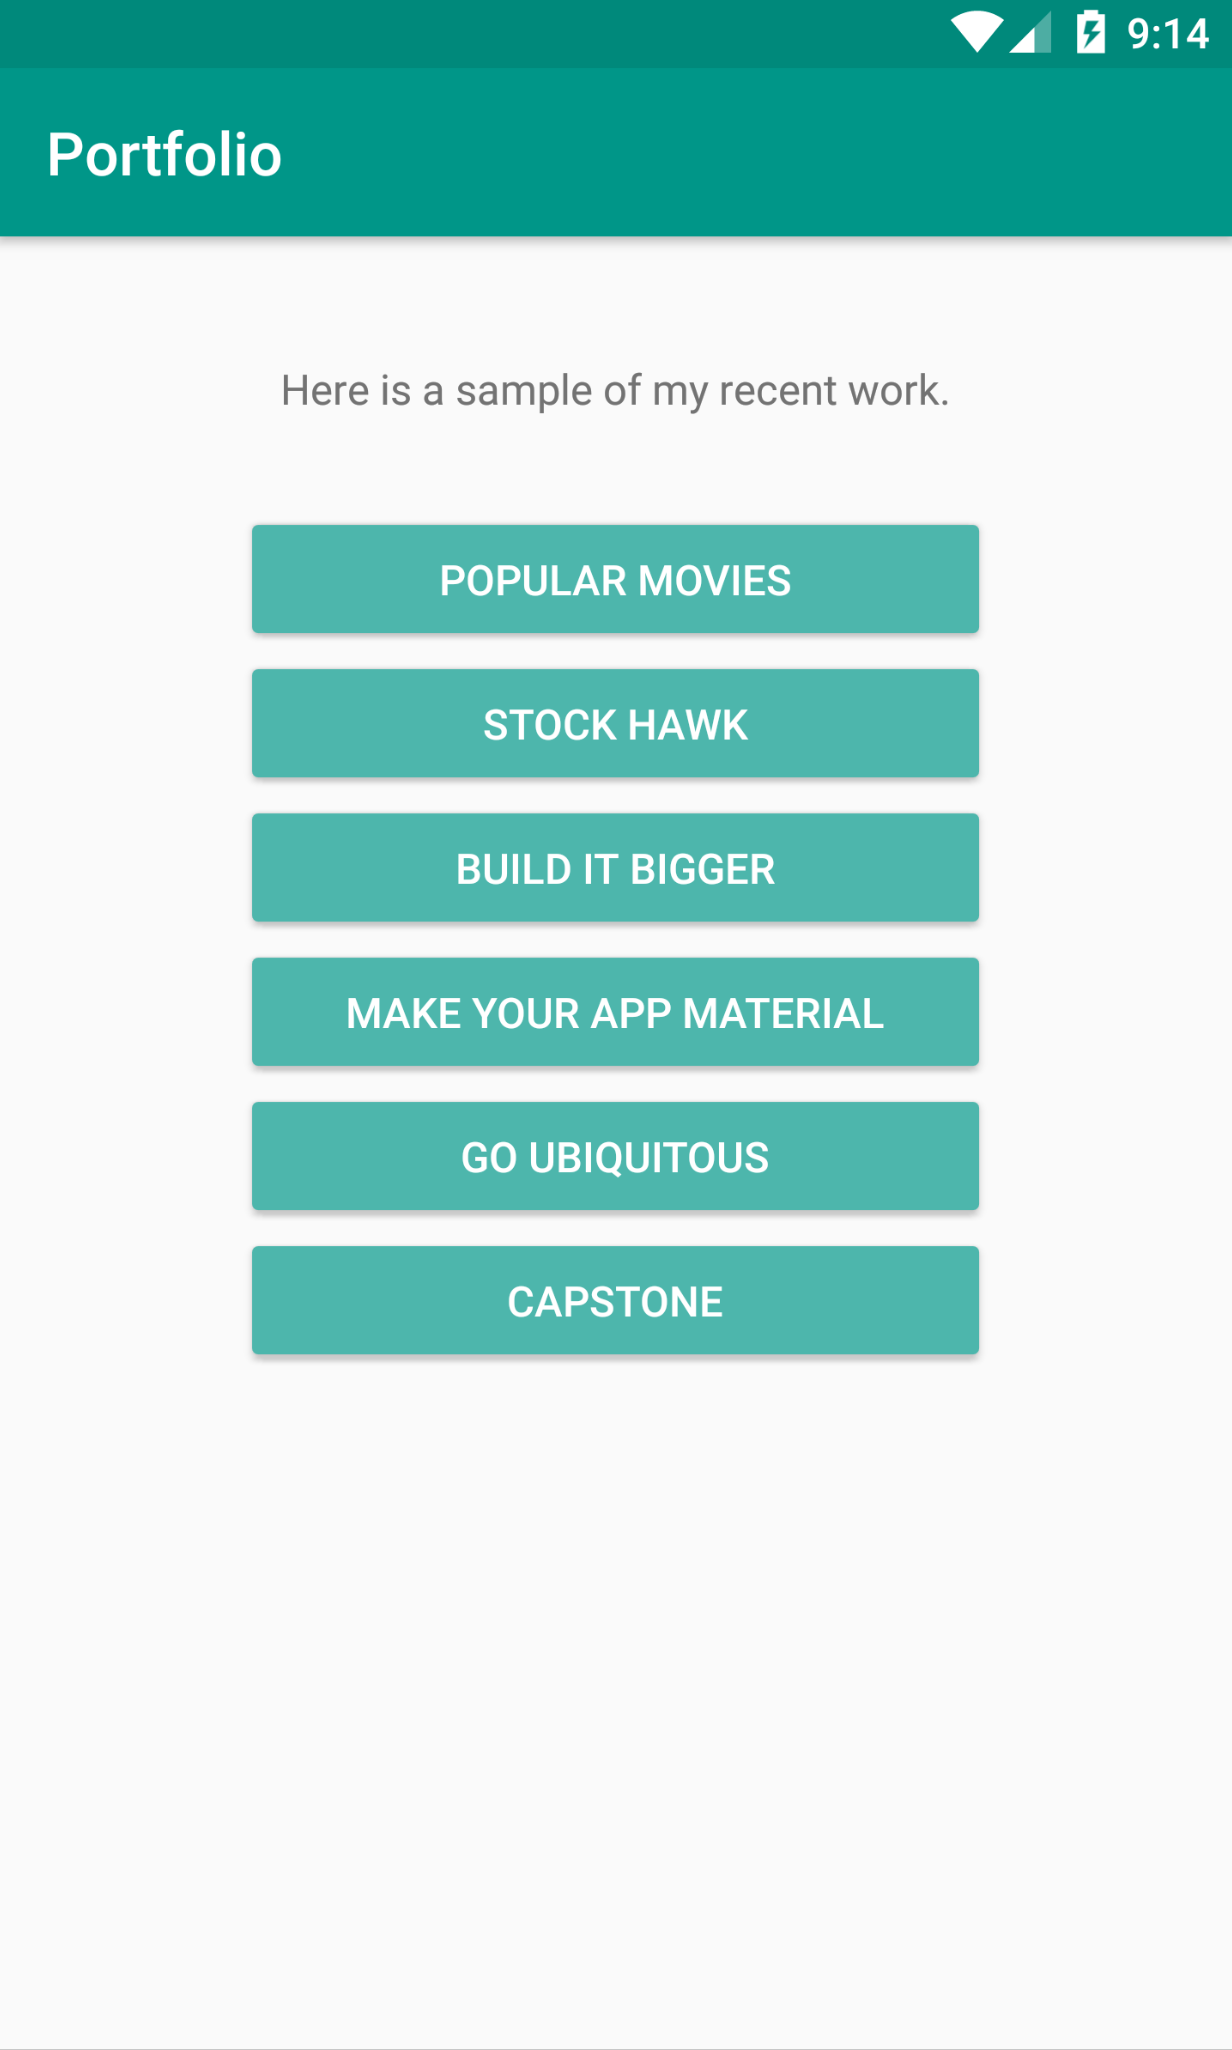 9:14
Portfolio
Here is a sample of my recent work.
POPULAR MOVIES
STOCK HAWK
BUILD IT BIGGER
MAKE YOUR APP MATERIAL
GO UBIQUITOUS
CAPSTONE